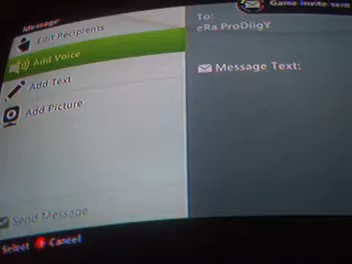 Message
Game invite sent
Edit Recipients
Add Voice
Add Text
Add Picture
Send Message
Select
Cancel
To:
eRa ProDiigY
Message Text: